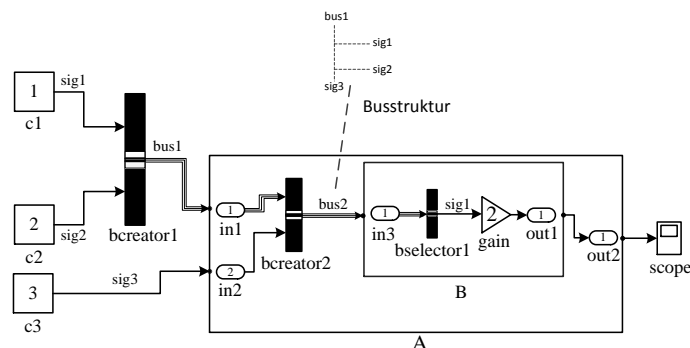 bus1
sig1
sig2
sig3
Busstruktur
sig1
1
c1
bus1
2
sig2
c2
bcreator1
3
sig3
c3
1
in1
2
in2
bcreator2
bus2
1
in3
bselector1
sig1
2
gain
1
out1
B
1
out2
A
scope